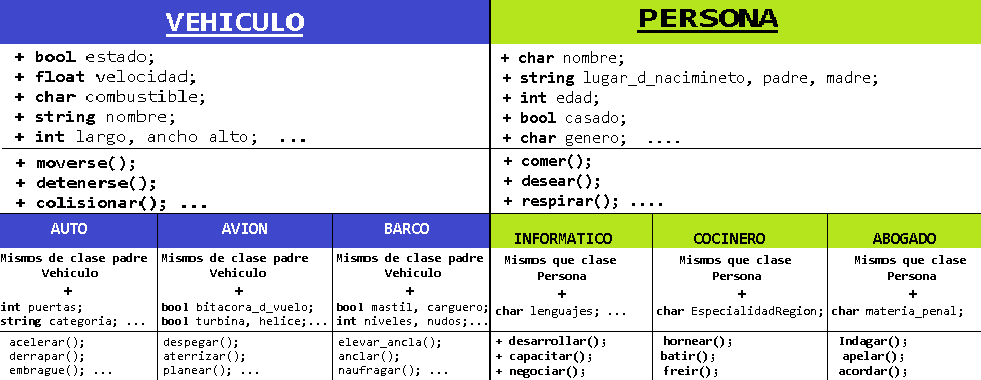 VEHICULO
+ bool estado;
+ float velocidad;
+ char combustible;
+ string nombre;
+ int largo, ancho alto; ...
+ moverse();
+ detenerse();
+ colisionar(); ...
PERSONA
+ char nombre;
+ string lugar_d_nacimineto, padre, madre;
+ int edad;
+ bool casado;
+ char genero; ....
+ comer();
+ desear();
+ respirar(); ....
AUTO
Mismos de clase padre
Vehiculo
+
int puertas;
string categoria; ...
acelerar();
derrapar();
embrague(); ...
AVION
Mismos de clase padre
Vehiculo
+
bool bitacora_d_vuelo;
bool turbina, helice;...
despegar();
aterrizar();
planear(); ...
BARCO
Mismos de clase padre
Vehiculo
+
bool mastil, carguero;
int niveles, nudos;...
elevar_ancla();
anclar();
naufragar(); ...
INFORMATICO
Mismos que clase
Persona
+
char lenguajes; ...
+ desarrollar();
+ capacitar();
+ negociar();
COCINERO
Mismos que clase
Persona
+
char EspecialidadRegion;
hornear();
batir();
freir();
ABOGADO
Mismos que clase
Persona
+
char materia_penal;
Indagar();
apelar();
acordar();